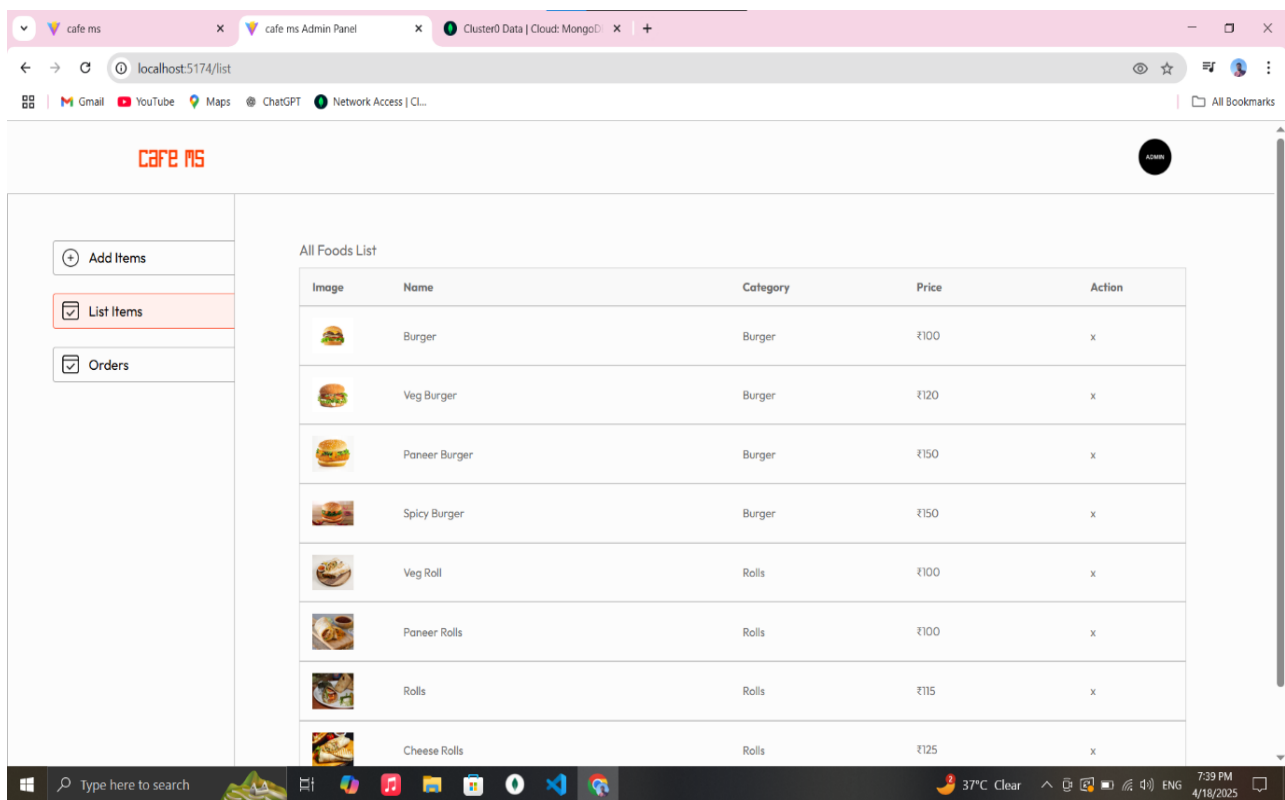 cafe ms
cafe ms Admin Panel
Cluster0 Data | Cloud: MongoD
localhost:5174/list
Gmail YouTube Maps ChatGPT Network Access | Cl... All Bookmarks
cafe ms
ADMIN
Add Items
List Items
Orders
All Foods List
Image Name Category Price Action
Burger Burger ₹100 x
Veg Burger Burger ₹120 x
Paneer Burger Burger ₹150 x
Spicy Burger Burger ₹150 x
Veg Roll Rolls ₹100 x
Paneer Rolls Rolls ₹100 x
Rolls Rolls ₹115 x
Cheese Rolls Rolls ₹125 x
Type here to search
2
37°C Clear
ENG
7:39 PM
4/18/2025